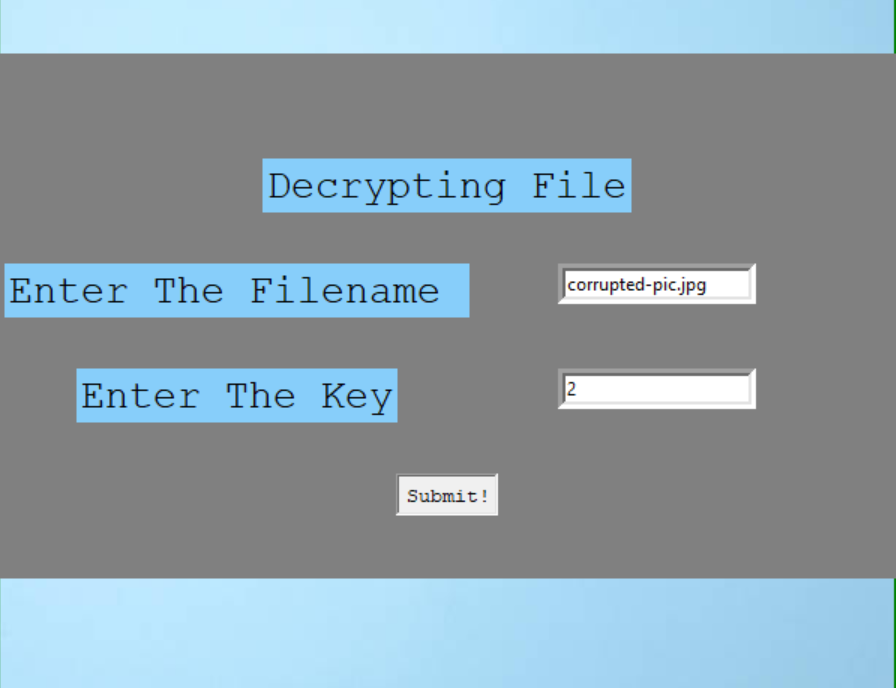 Decrypting File
Enter The Filename
corrupted-pic.jpg
Enter The Key
2
Submit!